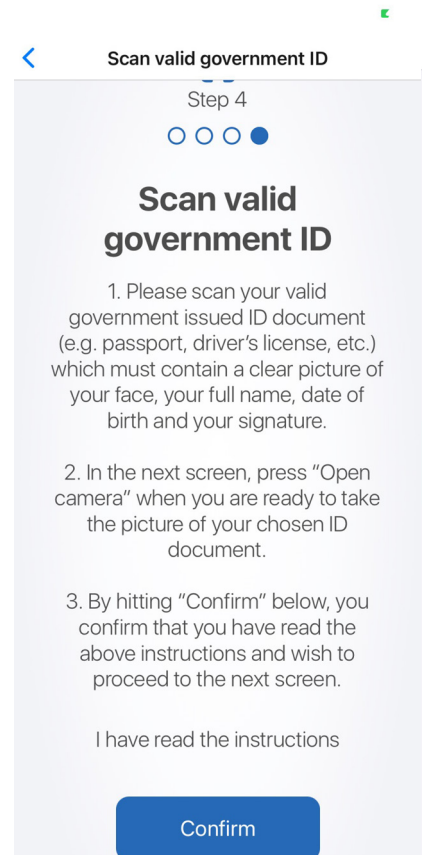 Scan valid government ID
Step 4
Scan valid
government ID
1. Please scan your valid
government issued ID document
(e.g. passport, driver's license, etc.)
which must contain a clear picture of
your face, your full name, date of
birth and your signature.
2. In the next screen, press “Open
camera” when you are ready to take
the picture of your chosen ID
document.
3. By hitting “Confirm” below, you
confirm that you have read the
above instructions and wish to
proceed to the next screen.
I have read the instructions
Confirm